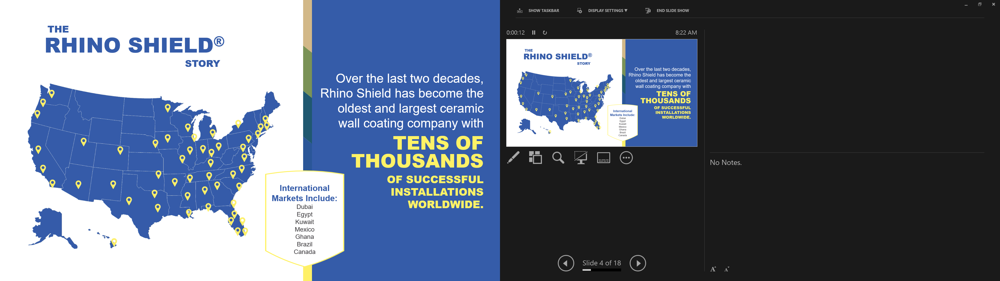 THE
RHINO SHIELD®
STORY
Over the last two decades,
Rhino Shield has become the
oldest and largest ceramic
wall coating company with
TENS OF
THOUSANDS
OF SUCCESSFUL
INSTALLATIONS
WORLDWIDE.
International
Markets Include:
Dubai
Egypt
Kuwait
Mexico
Ghana
Brazil
Canada
SHOW TASKBAR
DISPLAY SETTINGS ▼
END SLIDE SHOW
0:00:12
8:22 AM
THE
RHINO SHIELD®
STORY
Over the last two decades,
Rhino Shield has become the
oldest and largest ceramic
wall coating company with
TENS OF
THOUSANDS
OF SUCCESSFUL
INSTALLATIONS
WORLDWIDE.
International
Markets Include:
Dubai
Egypt
Kuwait
Mexico
Ghana
Brazil
Canada
Slide 4 of 18
No Notes.
A A